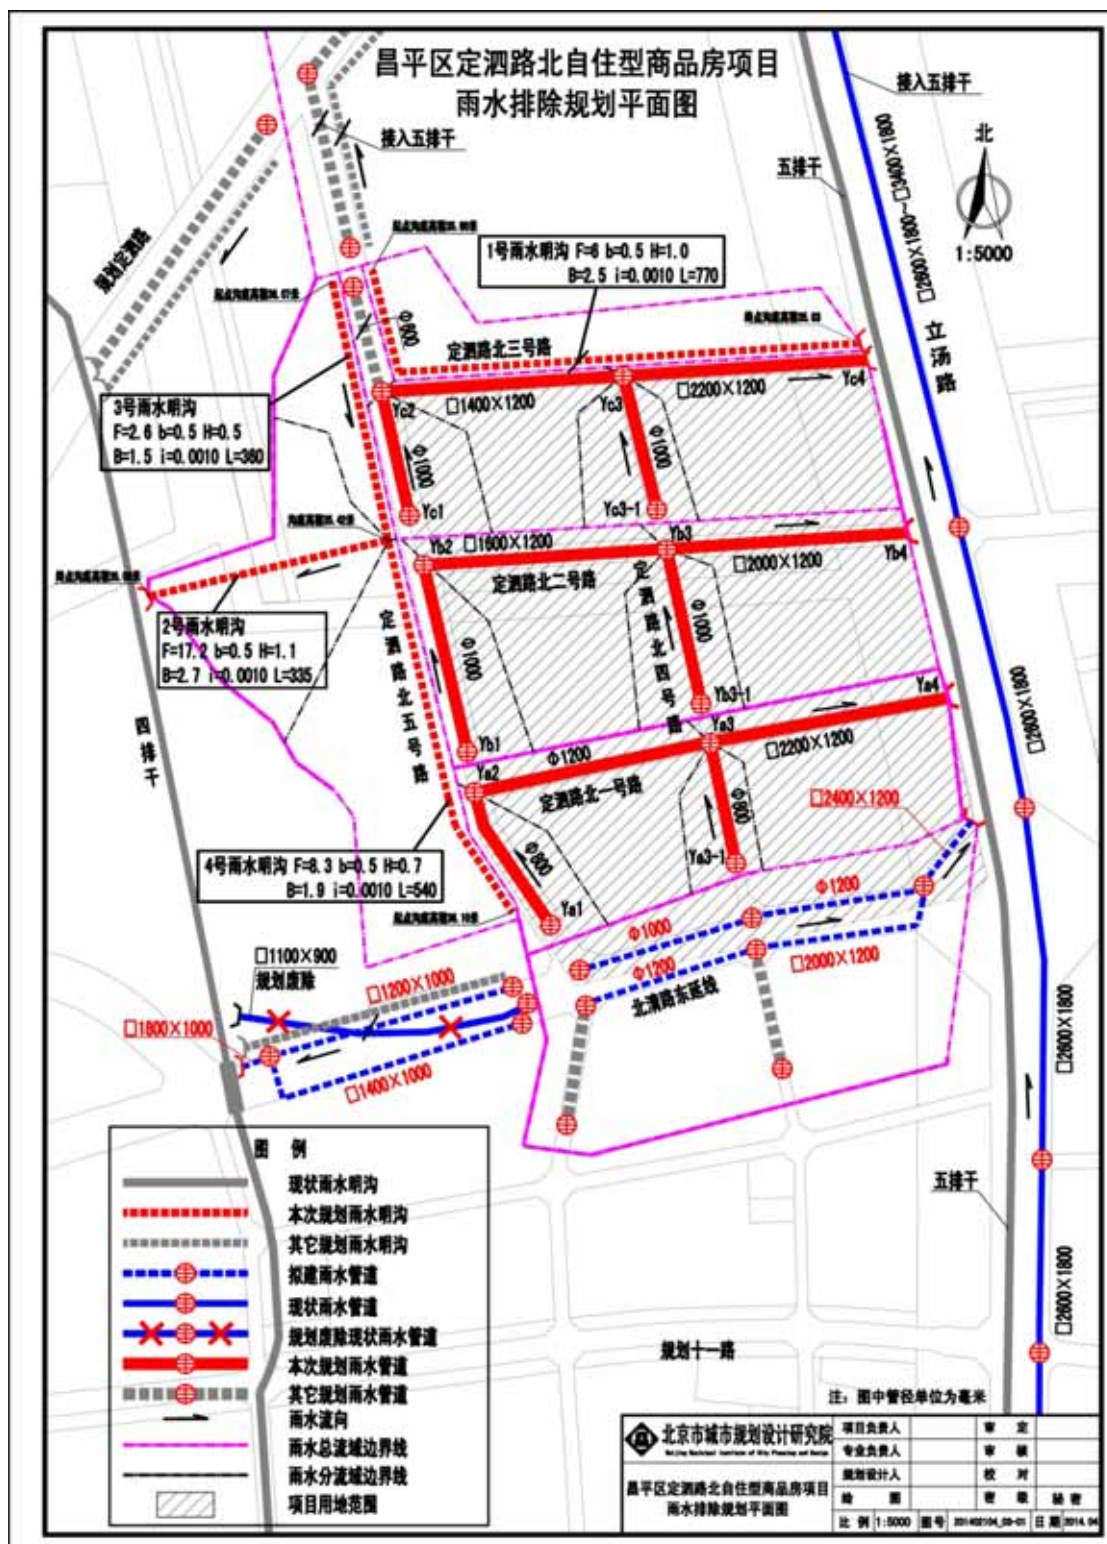 昌平区定泗路北自住型商品房项目
雨水排除规划平面图
接入五排干
接入五排干
五排干
北
1:5000
□2600×1800~□3400×1800
立汤路
规划定泗路
1号雨水明沟 F=6 b=0.5 H=1.0
B=2.5 i=0.0010 L=770
Φ800
定泗路北三号路
□1400×1200
□2200×1200
Yc2
Yc3
Yc4
3号雨水明沟
F=2.6 b=0.5 H=0.5
B=1.5 i=0.0010 L=360
Φ1000
Φ1000
Yc1
Yc3-1
Yb2
□1600×1200
Yb3
□2000×1200
Yb4
定泗路北二号路
2号雨水明沟
F=17.2 b=0.5 H=1.1
B=2.7 i=0.0010 L=335
定泗路北五号路
定泗路北四号路
Φ1000
Φ1000
Yb3-1
Yb1
四排干
Ya4
Ya3
Φ1200
□2200×1200
Ya2
定泗路北一号路
□2600×1800
□2400×1200
Φ800
Φ800
Ya3-1
4号雨水明沟 F=8.3 b=0.5 H=0.7
B=1.9 i=0.0010 L=540
Ya1
Φ1200
Φ1000
Φ1200
□2000×1200
北清路东延线
□1100×900
规划废除
□1200×1000
□1800×1000
□1400×1000
□2600×1800
五排干
□2600×1800
规划十一路
图 例
现状雨水明沟
本次规划雨水明沟
其它规划雨水明沟
拟建雨水管道
现状雨水管道
规划废除现状雨水管道
本次规划雨水管道
其它规划雨水管道
雨水流向
雨水总流域边界线
雨水分流域边界线
项目用地范围
注：图中管径单位为毫米
北京市城市规划设计研究院
昌平区定泗路北自住型商品房项目
雨水排除规划平面图
项目负责人
审 定
专业负责人
审 核
规划设计人
校 对
绘 图
密 级
秘密
比 例
1:5000
图号
日 期
2014.04